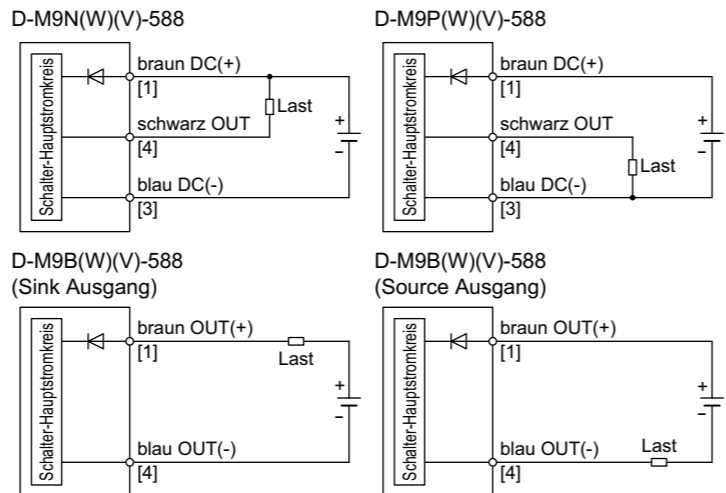 D-M9N(W)(V)-588
Schalter-Hauptstromkreis
braun DC(+)
[1]
Last
schwarz OUT
[4]
blau DC(-)
[3]
+
−
D-M9P(W)(V)-588
Schalter-Hauptstromkreis
braun DC(+)
[1]
schwarz OUT
[4]
Last
blau DC(-)
[3]
+
−
D-M9B(W)(V)-588
(Sink Ausgang)
Schalter-Hauptstromkreis
braun OUT(+)
[1]
Last
+
−
blau OUT(-)
[4]
D-M9B(W)(V)-588
(Source Ausgang)
Schalter-Hauptstromkreis
braun OUT(+)
[1]
+
−
blau OUT(-)
Last
[4]